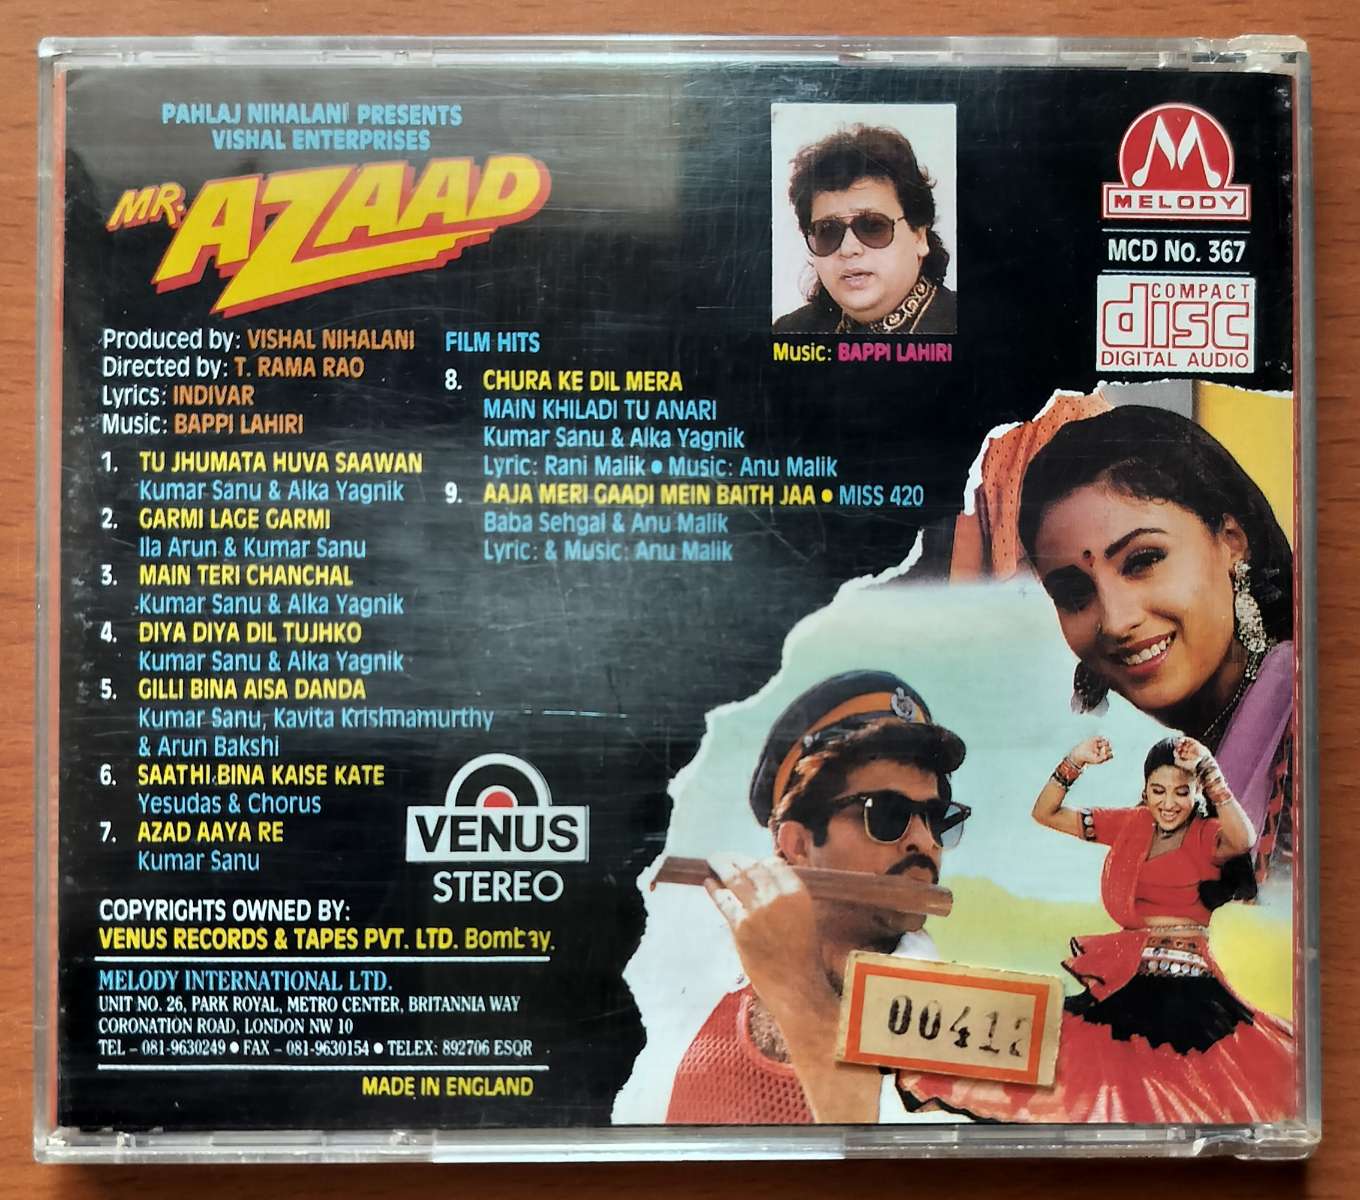 PAHLAJ NIHALANI PRESENTS
VISHAL ENTERPRISES
MR. AZAAD
Produced by: VISHAL NIHALANI
Directed by: T. RAMA RAO
Lyrics: INDIVAR
Music: BAPPI LAHIRI
1. TU JHUMATA HUVA SAAWAN
Kumar Sanu & Alka Yagnik
2. GARMI LAGE GARMI
Ila Arun & Kumar Sanu
3. MAIN TERI CHANCHAL
Kumar Sanu & Alka Yagnik
4. DIYA DIYA DIL TUJHKO
Kumar Sanu & Alka Yagnik
5. GILLI BINA AISA DANDA
Kumar Sanu, Kavita Krishnamurthy
& Arun Bakshi
6. SAATHI BINA KAISE KATE
Yesudas & Chorus
7. AZAD AAYA RE
Kumar Sanu
FILM HITS
8. CHURA KE DIL MERA
MAIN KHILADI TU ANARI
Kumar Sanu & Alka Yagnik
Lyric: Rani Malik • Music: Anu Malik
9. AAJA MERI GAADI MEIN BAITH JAA • MISS 420
Baba Sehgal & Anu Malik
Lyric: & Music: Anu Malik
Music: BAPPI LAHIRI
M
MELODY
MCD No. 367
COMPACT
disc
DIGITAL AUDIO
VENUS
STEREO
COPYRIGHTS OWNED BY:
VENUS RECORDS & TAPES PVT. LTD. Bombay.
MELODY INTERNATIONAL LTD.
UNIT NO. 26, PARK ROYAL, METRO CENTER, BRITANNIA WAY
CORONATION ROAD, LONDON NW 10
TEL – 081-9630249 • FAX – 081-9630154 • TELEX: 892706 ESQR
MADE IN ENGLAND